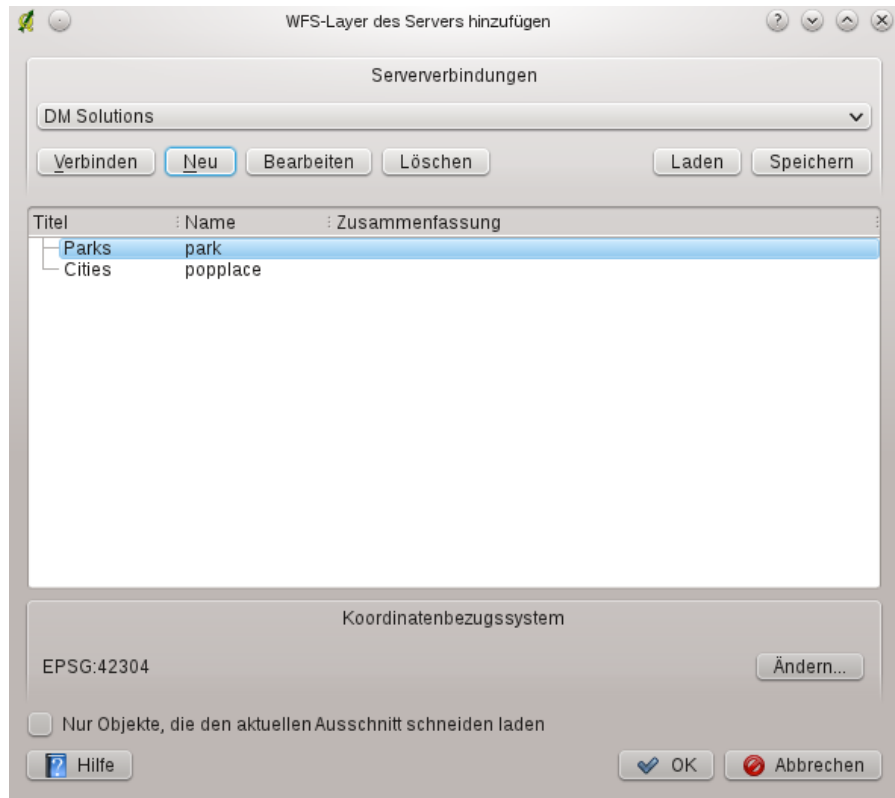 WFS-Layer des Servers hinzufügen
Serververbindungen
DM Solutions
Verbinden Neu Bearbeiten Löschen Laden Speichern
Titel Name Zusammenfassung
Parks park
Cities popplace
Koordinatenbezugssystem
EPSG:42304 Ändern...
Nur Objekte, die den aktuellen Ausschnitt schneiden laden
Hilfe OK Abbrechen